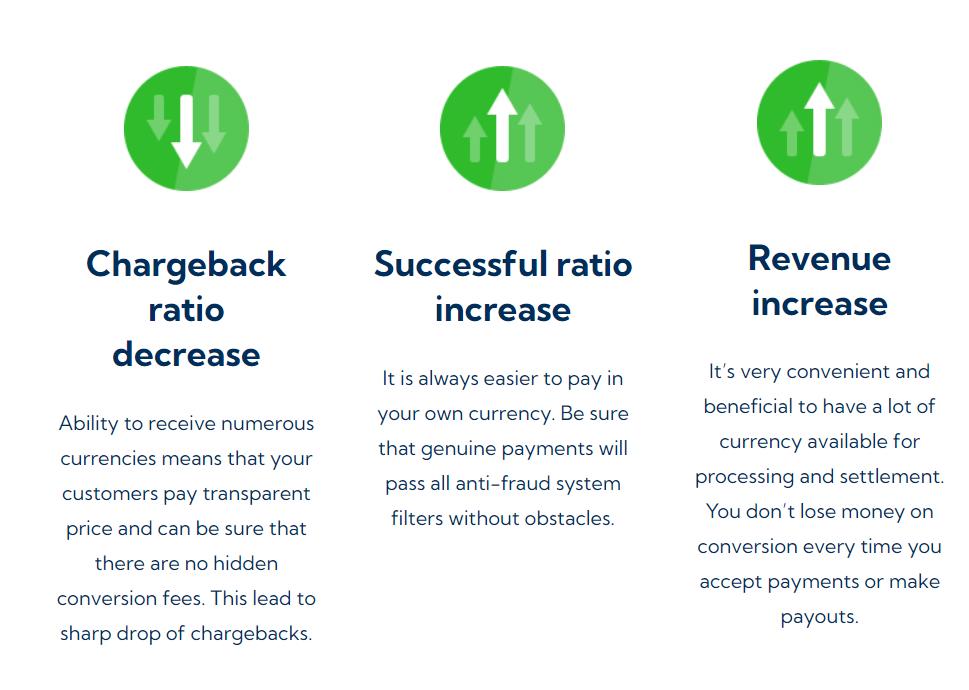 Chargeback
ratio
decrease
Ability to receive numerous
currencies means that your
customers pay transparent
price and can be sure that
there are no hidden
conversion fees. This lead to
sharp drop of chargebacks.
Successful ratio
increase
It is always easier to pay in
your own currency. Be sure
that genuine payments will
pass all anti-fraud system
filters without obstacles.
Revenue
increase
It's very convenient and
beneficial to have a lot of
currency available for
processing and settlement.
You don't lose money on
conversion every time you
accept payments or make
payouts.